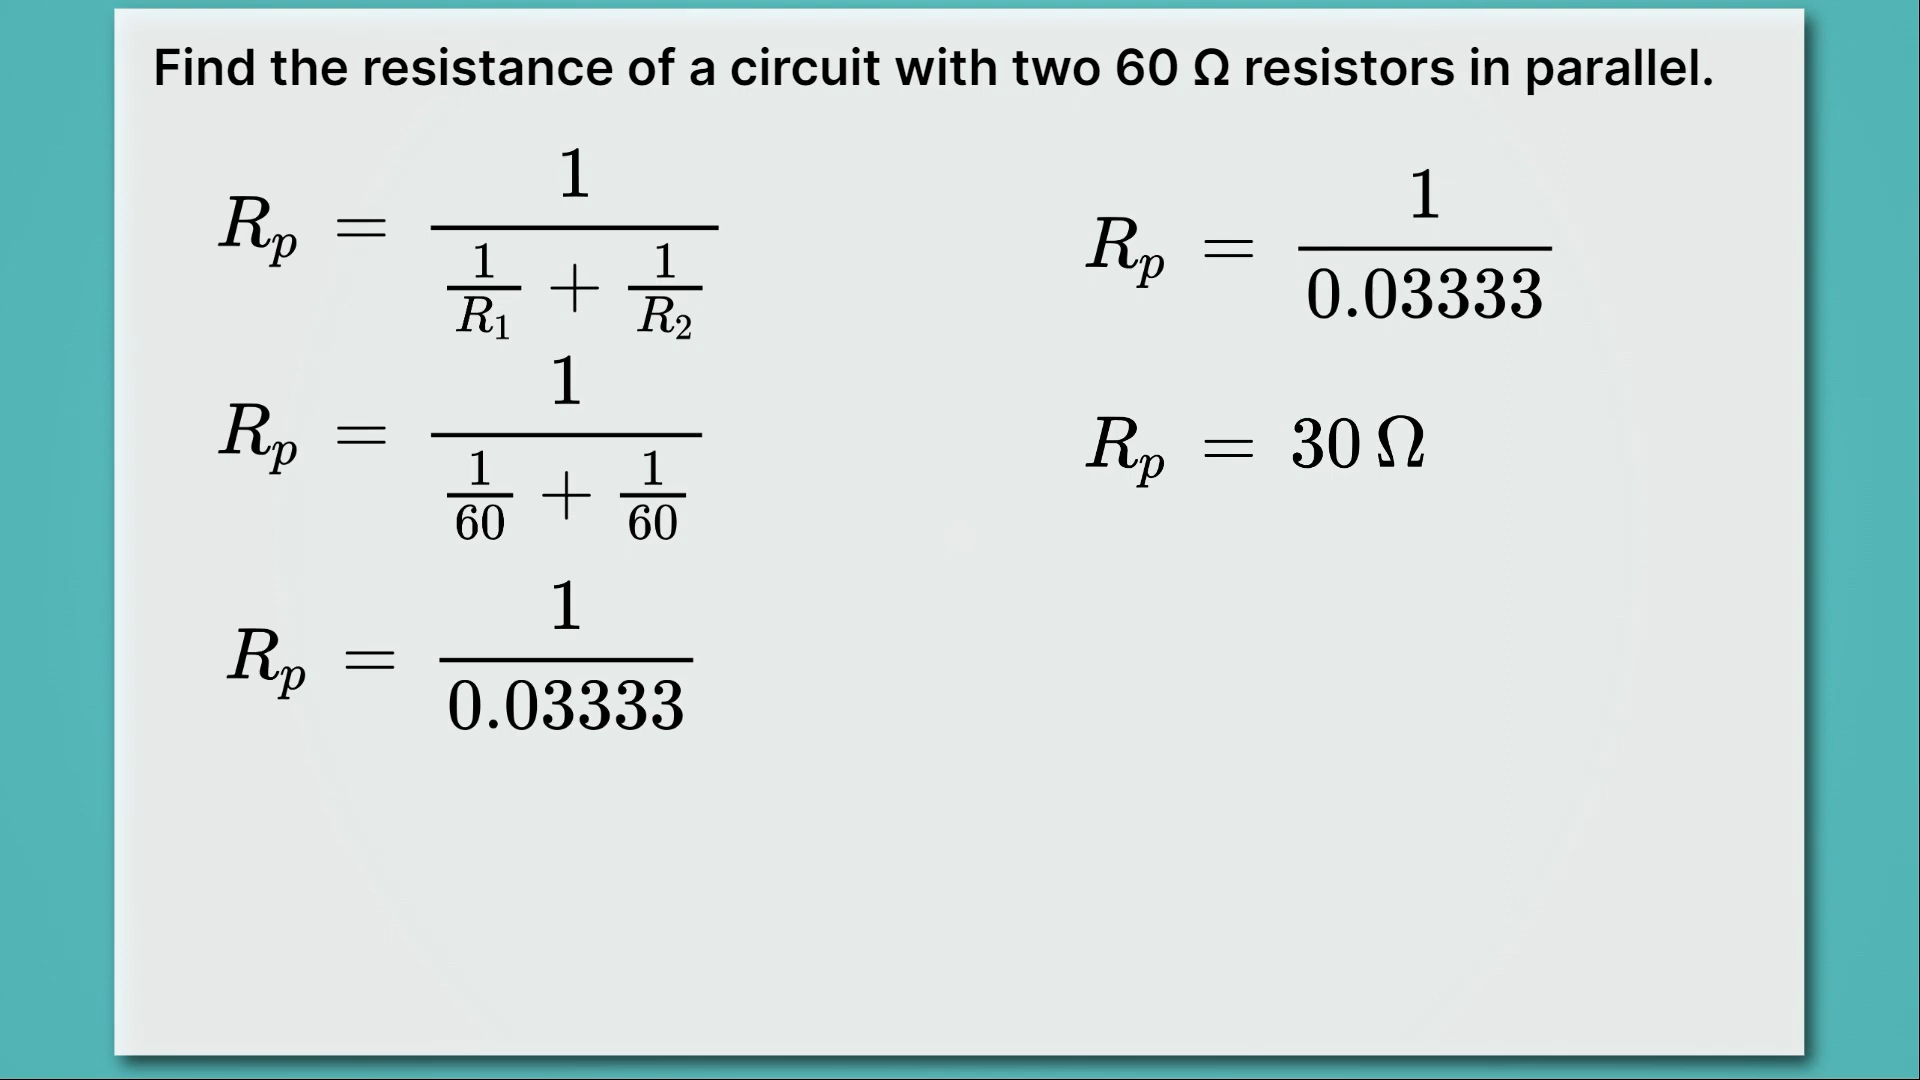 Find the resistance of a circuit with two 60 Ω resistors in parallel.
R_p = 1 / (1/R_1 + 1/R_2)
R_p = 1 / (1/60 + 1/60)
R_p = 1 / 0.03333
R_p = 1 / 0.03333
R_p = 30 Ω